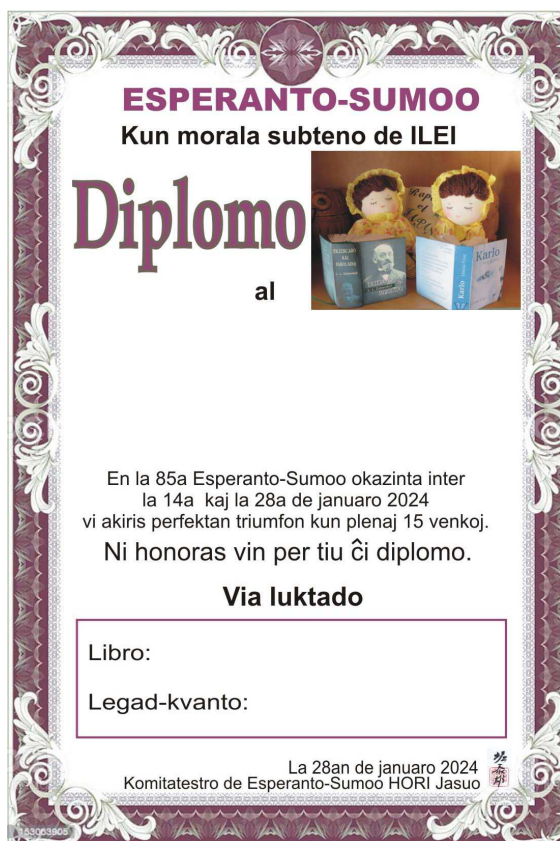 ESPERANTO-SUMOO
Kun morala subteno de ILEI
Diplomo
al
Karlo
Karlo
En la 85a Esperanto-Sumoo okazinta inter
la 14a kaj la 28a de januaro 2024
vi akiris perfektan triumfon kun plenaj 15 venkoj.
Ni honoras vin per tiu ĉi diplomo.
Via luktado
Libro:
Legad-kvanto:
La 28an de januaro 2024
Komitatestro de Esperanto-Sumoo HORI Jasuo
153063905